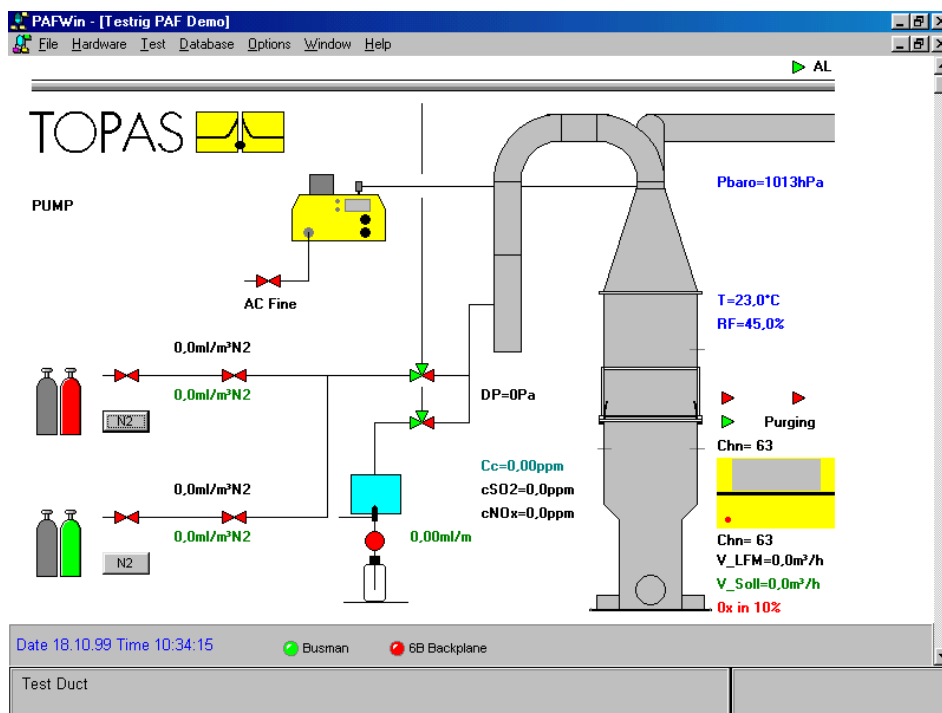 PAFWin - [Testrig PAF Demo]
File Hardware Test Database Options Window Help
AL
TOPAS
Pbaro=1013hPa
PUMP
AC Fine
T=23,0°C
RF=45,0%
0,0ml/m³N2
0,0ml/m³N2
N2
DP=0Pa
Purging
Chn= 63
Cc=0,00ppm
cSO2=0,0ppm
cNOx=0,0ppm
0,0ml/m³N2
0,0ml/m³N2
N2
0,00ml/m
Chn= 63
V_LFM=0,0m³/h
V_Soll=0,0m³/h
0x in 10%
Date 18.10.99 Time 10:34:15
Busman
6B Backplane
Test Duct